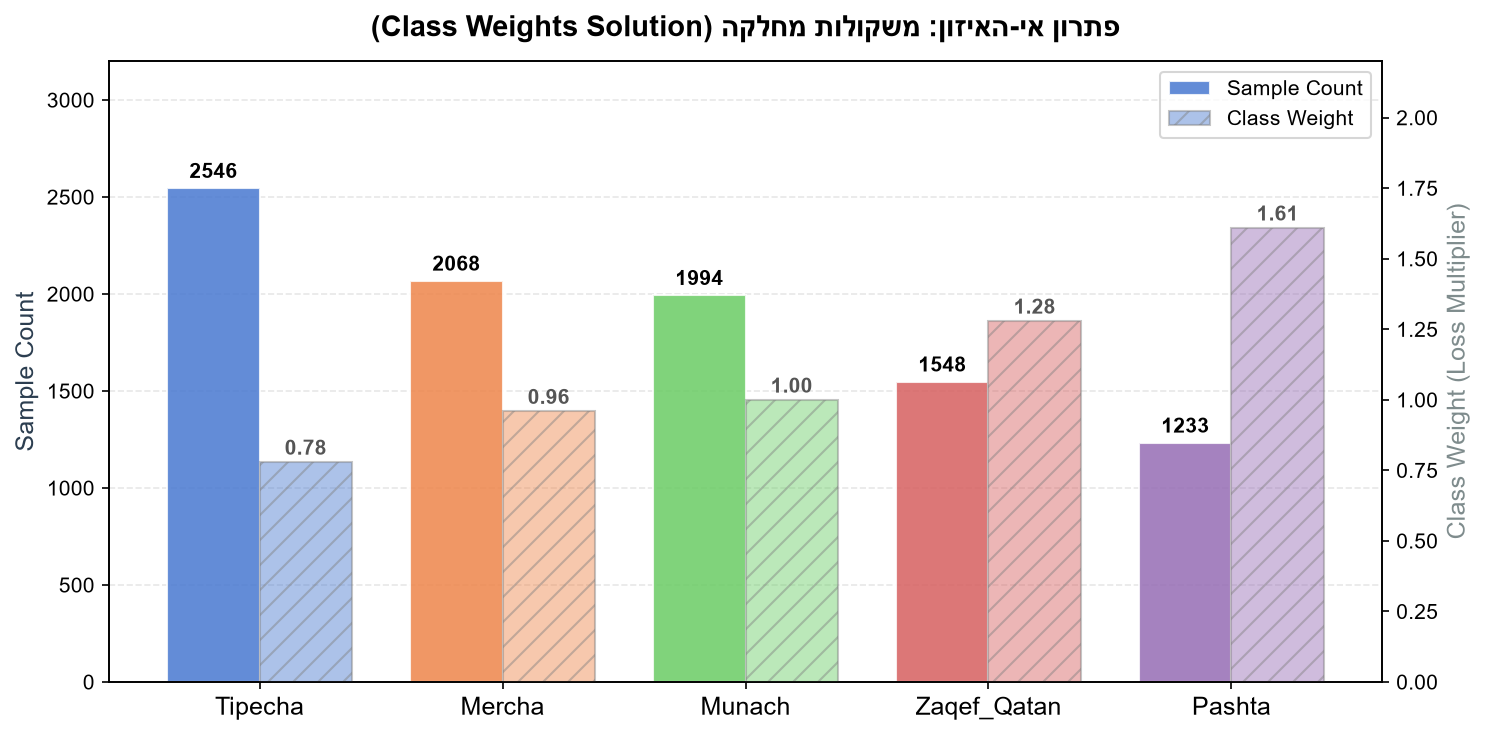 פתרון אי-האיזון: משקולות מחלקה (Class Weights Solution)
Sample Count
Class Weight
3000
2500
2000
1500
1000
500
0
Sample Count
2546
0.78
2068
0.96
1994
1.00
1548
1.28
1233
1.61
2.00
1.75
1.50
1.25
1.00
0.75
0.50
0.25
0.00
Class Weight (Loss Multiplier)
Tipecha
Mercha
Munach
Zaqef_Qatan
Pashta